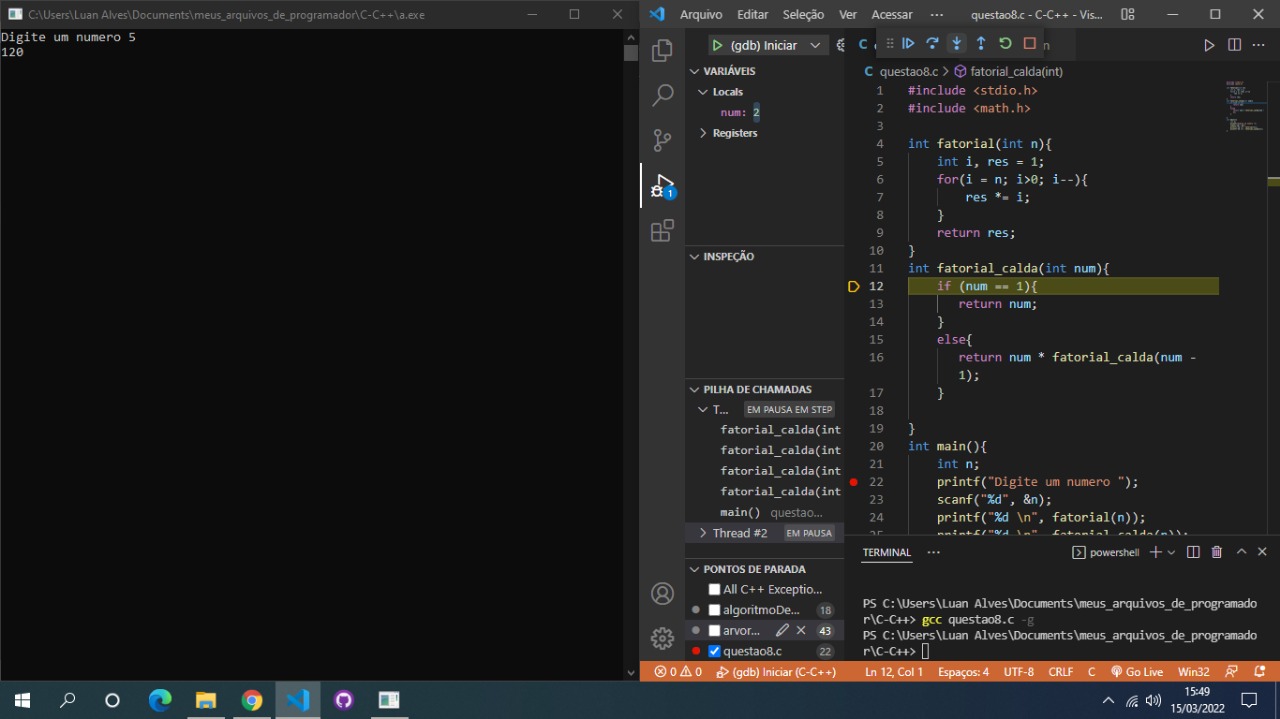 C:\Users\Luan Alves\Documents\meus_arquivos_de_programador\C-C++\a.exe
Digite um numero 5
120
Arquivo Editar Seleção Ver Acessar ··· questao8.c - C-C++ - Vis...
(gdb) Iniciar
VARIÁVEIS
Locals
num: 2
Registers
INSPEÇÃO
PILHA DE CHAMADAS
T... EM PAUSA EM STEP
fatorial_calda(int
fatorial_calda(int
fatorial_calda(int
fatorial_calda(int
main() questao...
Thread #2 EM PAUSA
PONTOS DE PARADA
All C++ Exceptio...
algoritmoDe... 18
arvor... 43
questao8.c 22
1
C questao8.c > fatorial_calda(int)
1 #include <stdio.h>
2 #include <math.h>
3
4 int fatorial(int n){
5 int i, res = 1;
6 for(i = n; i>0; i--){
7 res *= i;
8 }
9 return res;
10 }
11 int fatorial_calda(int num){
12 if (num == 1){
13 return num;
14 }
15 else{
16 return num * fatorial_calda(num -
1);
17 }
18
19 }
20 int main(){
21 int n;
22 printf("Digite um numero ");
23 scanf("%d", &n);
24 printf("%d \n", fatorial(n));
25 printf("%d \n", fatorial_calda(n));
TERMINAL ··· powershell
PS C:\Users\Luan Alves\Documents\meus_arquivos_de_programado
r\C-C++> gcc questao8.c -g
PS C:\Users\Luan Alves\Documents\meus_arquivos_de_programado
r\C-C++>
0 0 (gdb) Iniciar (C-C++) Ln 12, Col 1 Espaços: 4 UTF-8 CRLF C Go Live Win32
15:49
15/03/2022